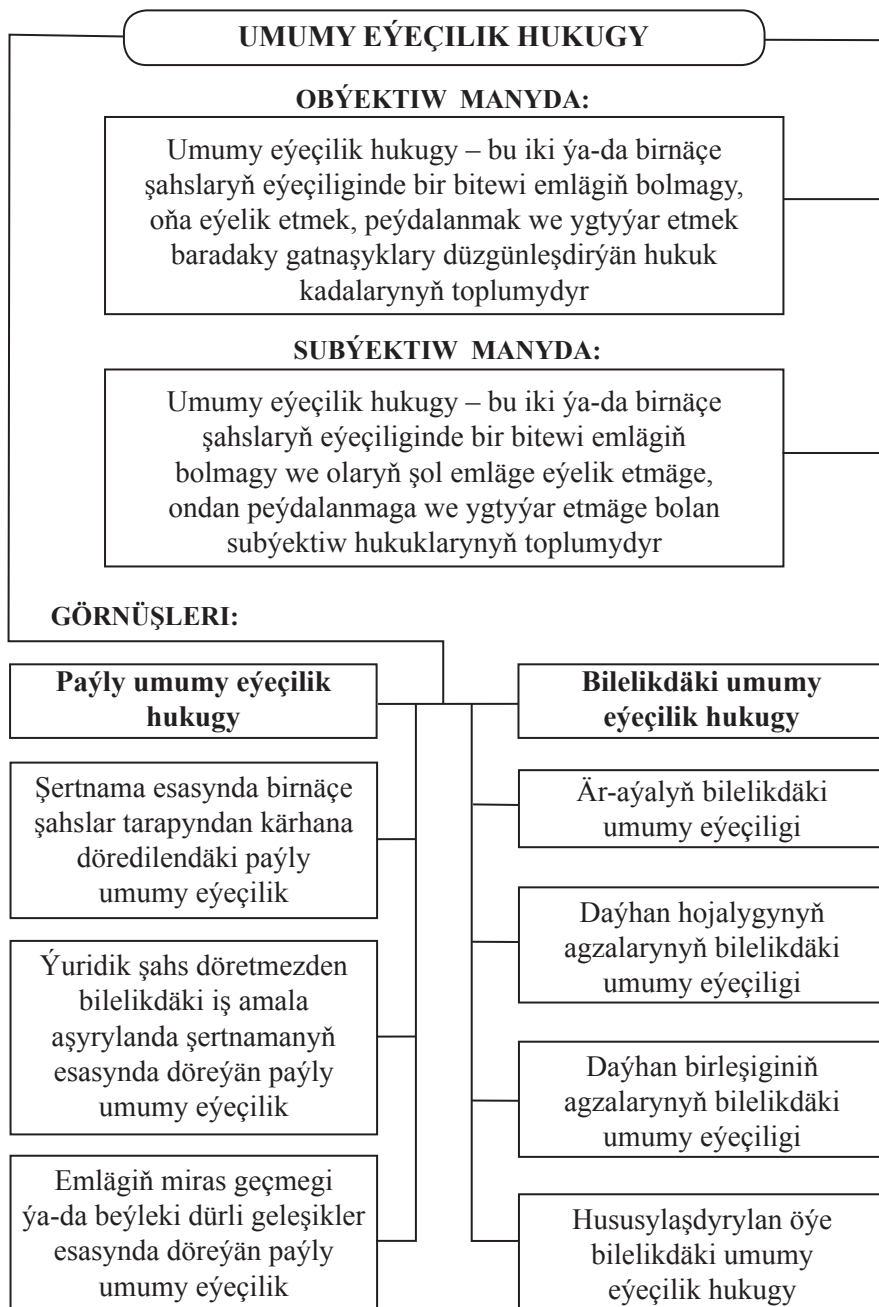 UMUMY EÝEÇILIK HUKUGY
OBÝEKTIW MANYDA:
Umumy eýeçilik hukugy – bu iki ýa-da birnäçe
şahslaryň eýeçiliginde bir bitewi emlägiň bolmagy,
oňa eýelik etmek, peýdalanmak we ygtyýar etmek
baradaky gatnaşyklary düzgünleşdirýän hukuk
kadalarynyň toplumydyr
SUBÝEKTIW MANYDA:
Umumy eýeçilik hukugy – bu iki ýa-da birnäçe
şahslaryň eýeçiliginde bir bitewi emlägiň
bolmagy we olaryň şol emläge eýelik etmäge,
ondan peýdalanmaga we ygtyýar etmäge bolan
subýektiw hukuklarynyň toplumydyr
GÖRNÜŞLERI:
Paýly umumy eýeçilik
hukugy
Şertnama esasynda birnäçe
şahslar tarapyndan kärhana
döredilendäki paýly
umumy eýeçilik
Ýuridik şahs döretmezden
bilelikdäki iş amala
aşyrylanda şertnamanyň
esasynda döreýän paýly
umumy eýeçilik
Emlägiň miras geçmegi
ýa-da beýleki dürli geleşikler
esasynda döreýän paýly
umumy eýeçilik
Bilelikdäki umumy
eýeçilik hukugy
Är-aýalyň bilelikdäki
umumy eýeçiligi
Daýhan hojalygynyň
agzalarynyň bilelikdäki
umumy eýeçiligi
Daýhan birleşiginiň
agzalarynyň bilelikdäki
umumy eýeçiligi
Hususylaşdyrylan öýe
bilelikdäki umumy
eýeçilik hukugy